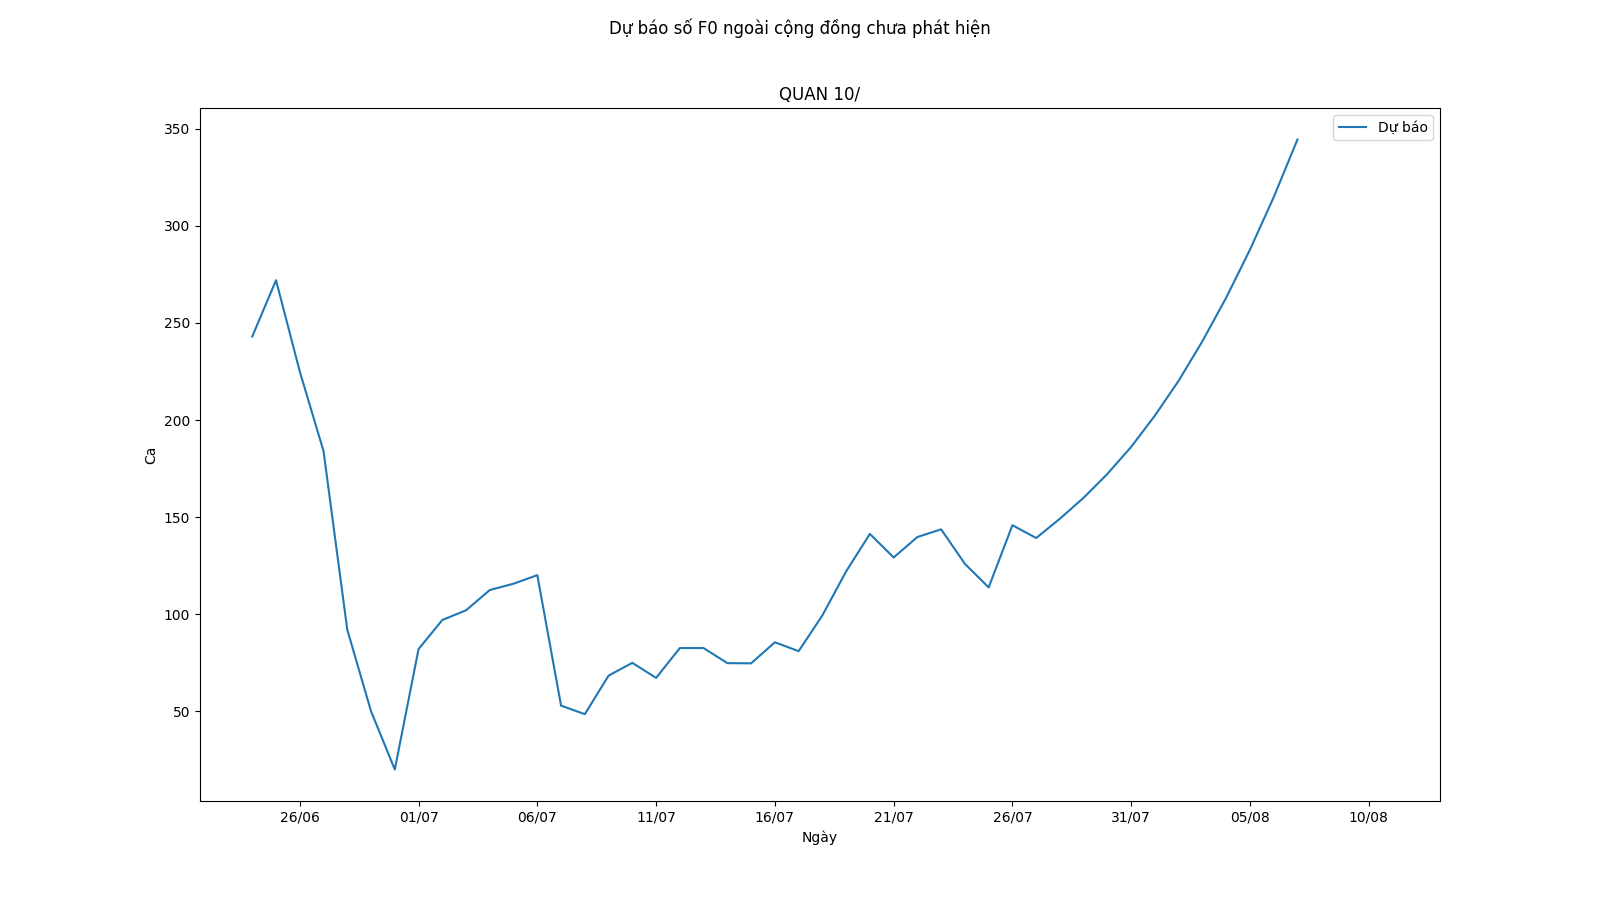 Dự báo số F0 ngoài cộng đồng chưa phát hiện
QUAN 10/
Dự báo
350
300
250
200
150
100
50
Ca
26/06 01/07 06/07 11/07 16/07 21/07 26/07 31/07 05/08 10/08
Ngày